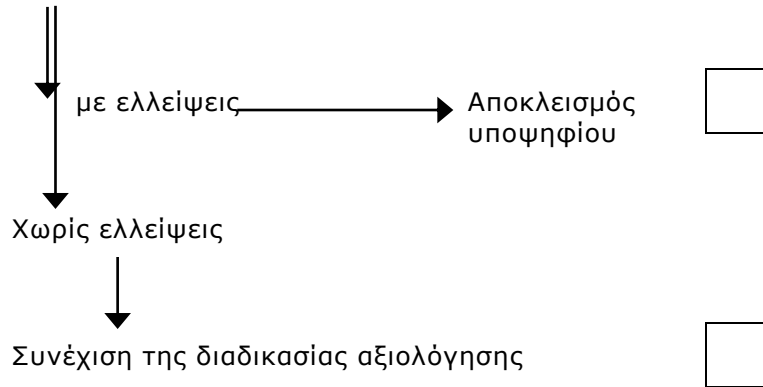 με ελλείψεις
Αποκλεισμός
υποψηφίου
Χωρίς ελλείψεις
Συνέχιση της διαδικασίας αξιολόγησης